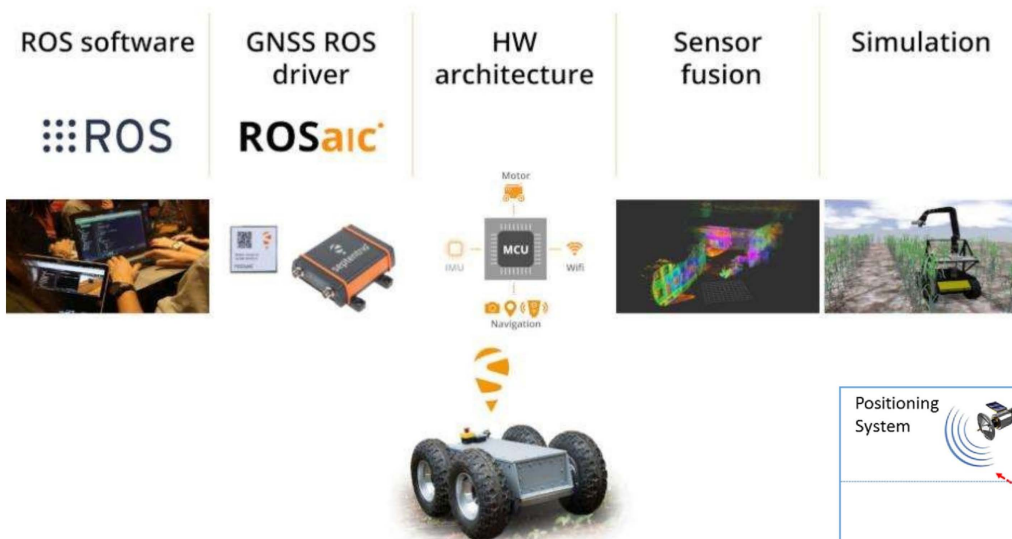 ROS software
GNSS ROS
driver
HW
architecture
Sensor
fusion
Simulation
ROS
ROSaic
Motor
MCU
IMU
Wifi
septentrio
Navigation
Positioning
System